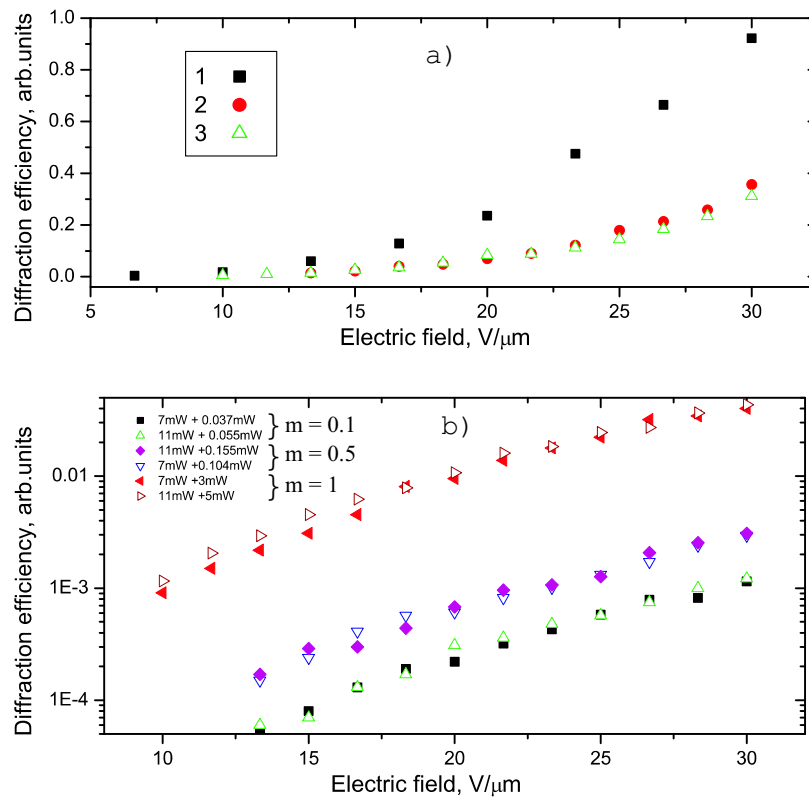 a)
1
2
3
Diffraction efficiency, arb.units
1.0
0.8
0.6
0.4
0.2
0.0
5 10 15 20 25 30
Electric field, V/μm
b)
7mW + 0.037mW
11mW + 0.055mW
} m = 0.1
11mW +0.155mW
7mW +0.104mW
} m = 0.5
7mW +3mW
11mW +5mW
} m = 1
Diffraction efficiency, arb.units
0.01
1E-3
1E-4
10 15 20 25 30
Electric field, V/μm